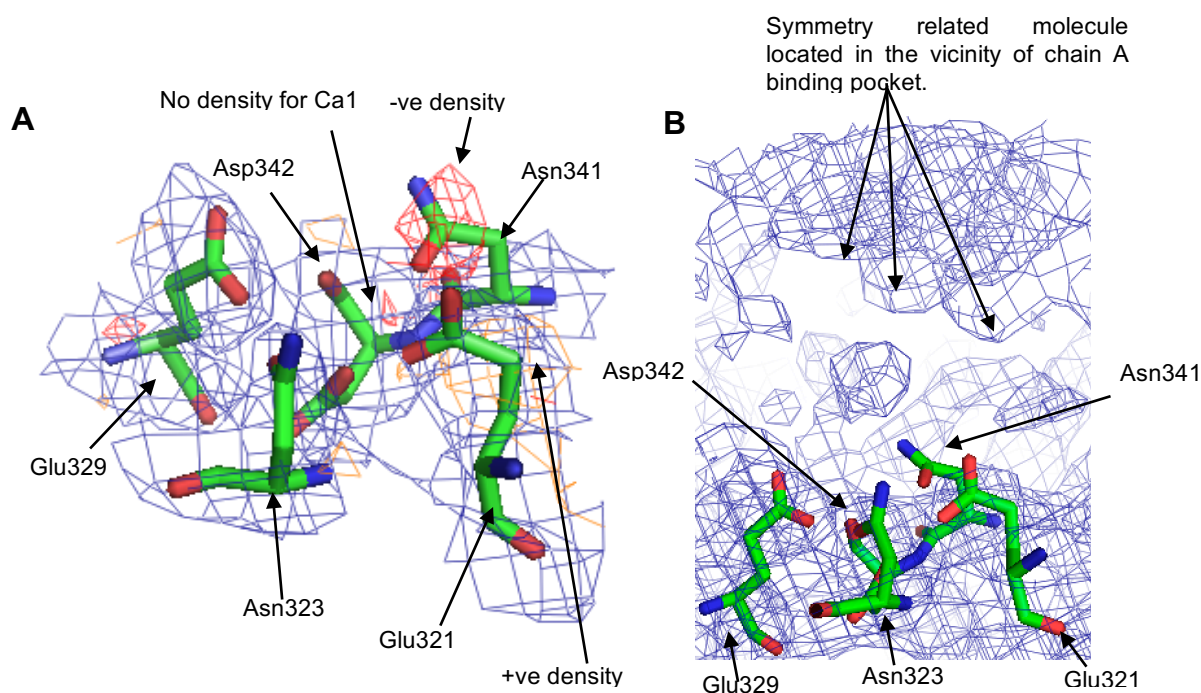 A
No density for Ca1
-ve density
Asp342
Asn341
Glu329
Asn323
Glu321
+ve density
Symmetry related molecule
located in the vicinity of chain A
binding pocket.
B
Asp342
Asn341
Glu329
Asn323
Glu321